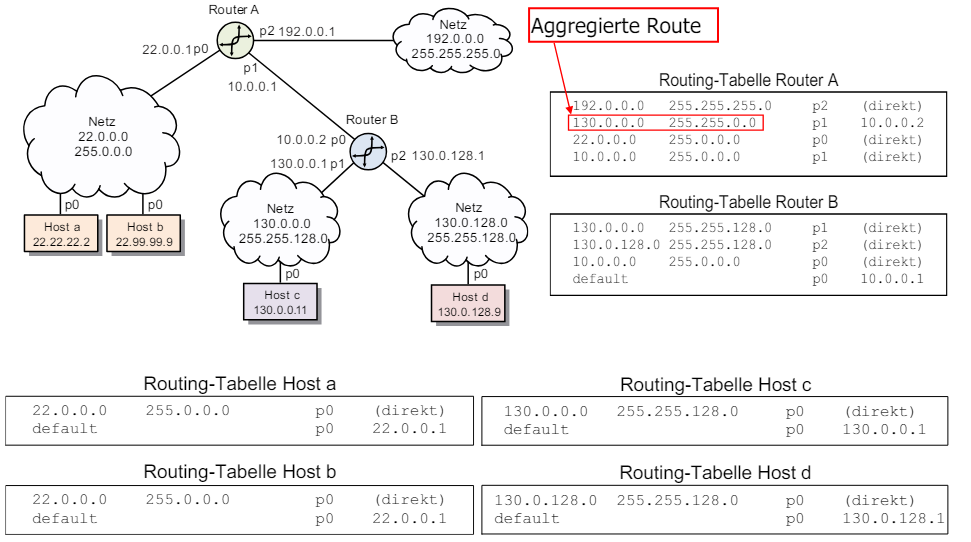 Router A
p2 192.0.0.1
Netz
192.0.0.0
255.255.255.0
Aggregierte Route
22.0.0.1 p0
p1
10.0.0.1
Netz
22.0.0.0
255.0.0.0
Router B
10.0.0.2 p0
130.0.0.1 p1
p2 130.0.128.1
Netz
130.0.0.0
255.255.128.0
Netz
130.0.128.0
255.255.128.0
p0
p0
Host a
22.22.22.2
Host b
22.99.99.9
p0
Host c
130.0.0.11
p0
Host d
130.0.128.9
Routing-Tabelle Router A
192.0.0.0 255.255.255.0 p2 (direkt)
130.0.0.0 255.255.0.0 p1 10.0.0.2
22.0.0.0 255.0.0.0 p0 (direkt)
10.0.0.0 255.0.0.0 p1 (direkt)
Routing-Tabelle Router B
130.0.0.0 255.255.128.0 p1 (direkt)
130.0.128.0 255.255.128.0 p2 (direkt)
10.0.0.0 255.0.0.0 p0 (direkt)
default p0 10.0.0.1
Routing-Tabelle Host a
22.0.0.0 255.0.0.0 p0 (direkt)
default p0 22.0.0.1
Routing-Tabelle Host c
130.0.0.0 255.255.128.0 p0 (direkt)
default p0 130.0.0.1
Routing-Tabelle Host b
22.0.0.0 255.0.0.0 p0 (direkt)
default p0 22.0.0.1
Routing-Tabelle Host d
130.0.128.0 255.255.128.0 p0 (direkt)
default p0 130.0.128.1